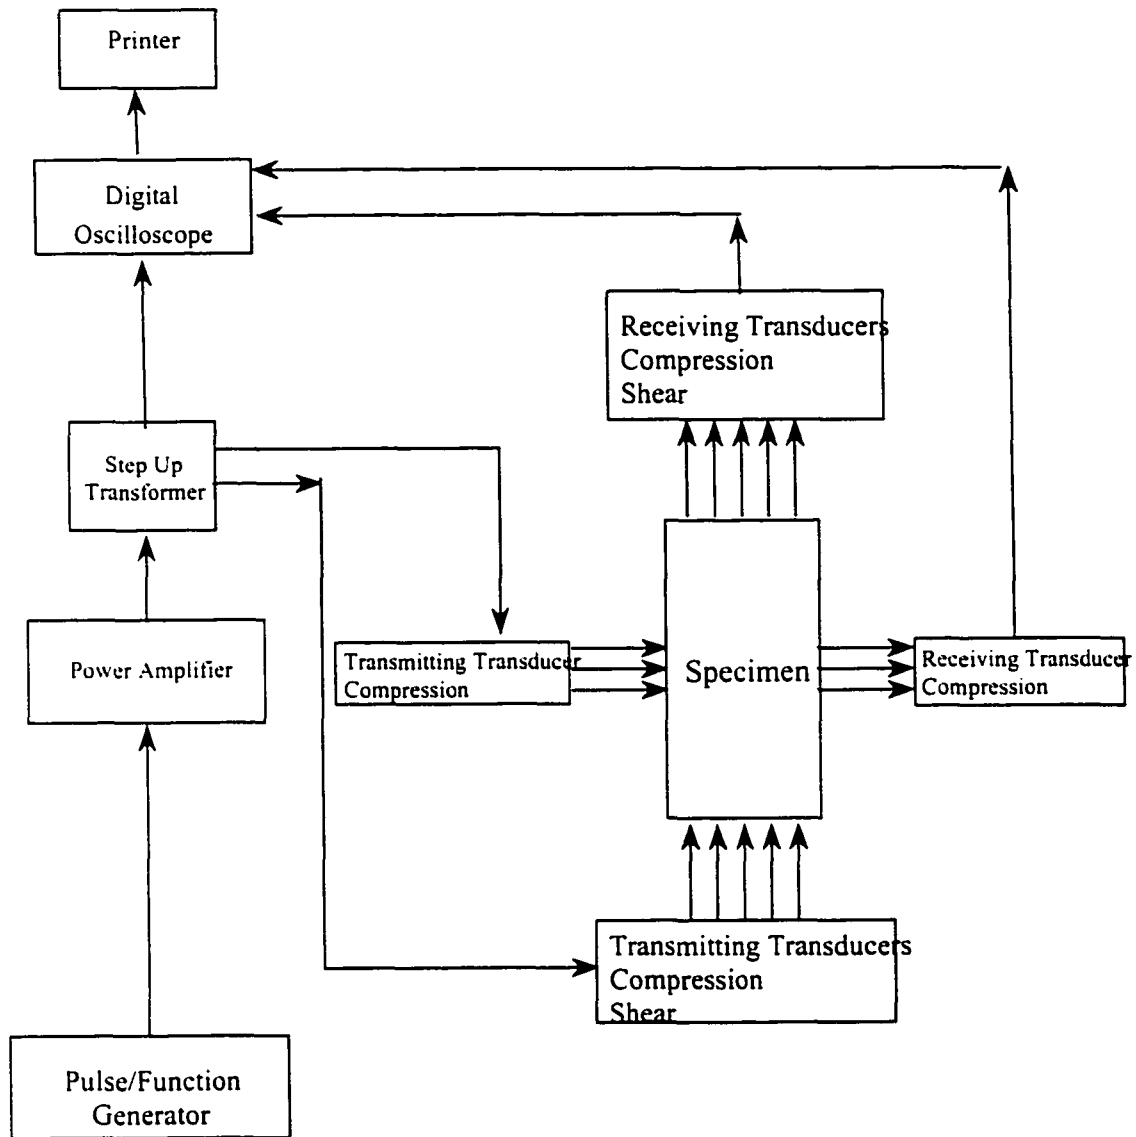 Printer
Digital
Oscilloscope
Receiving Transducers
Compression
Shear
Step Up
Transformer
Power Amplifier
Transmitting Transducer
Compression
Specimen
Receiving Transducer
Compression
Transmitting Transducers
Compression
Shear
Pulse/Function
Generator